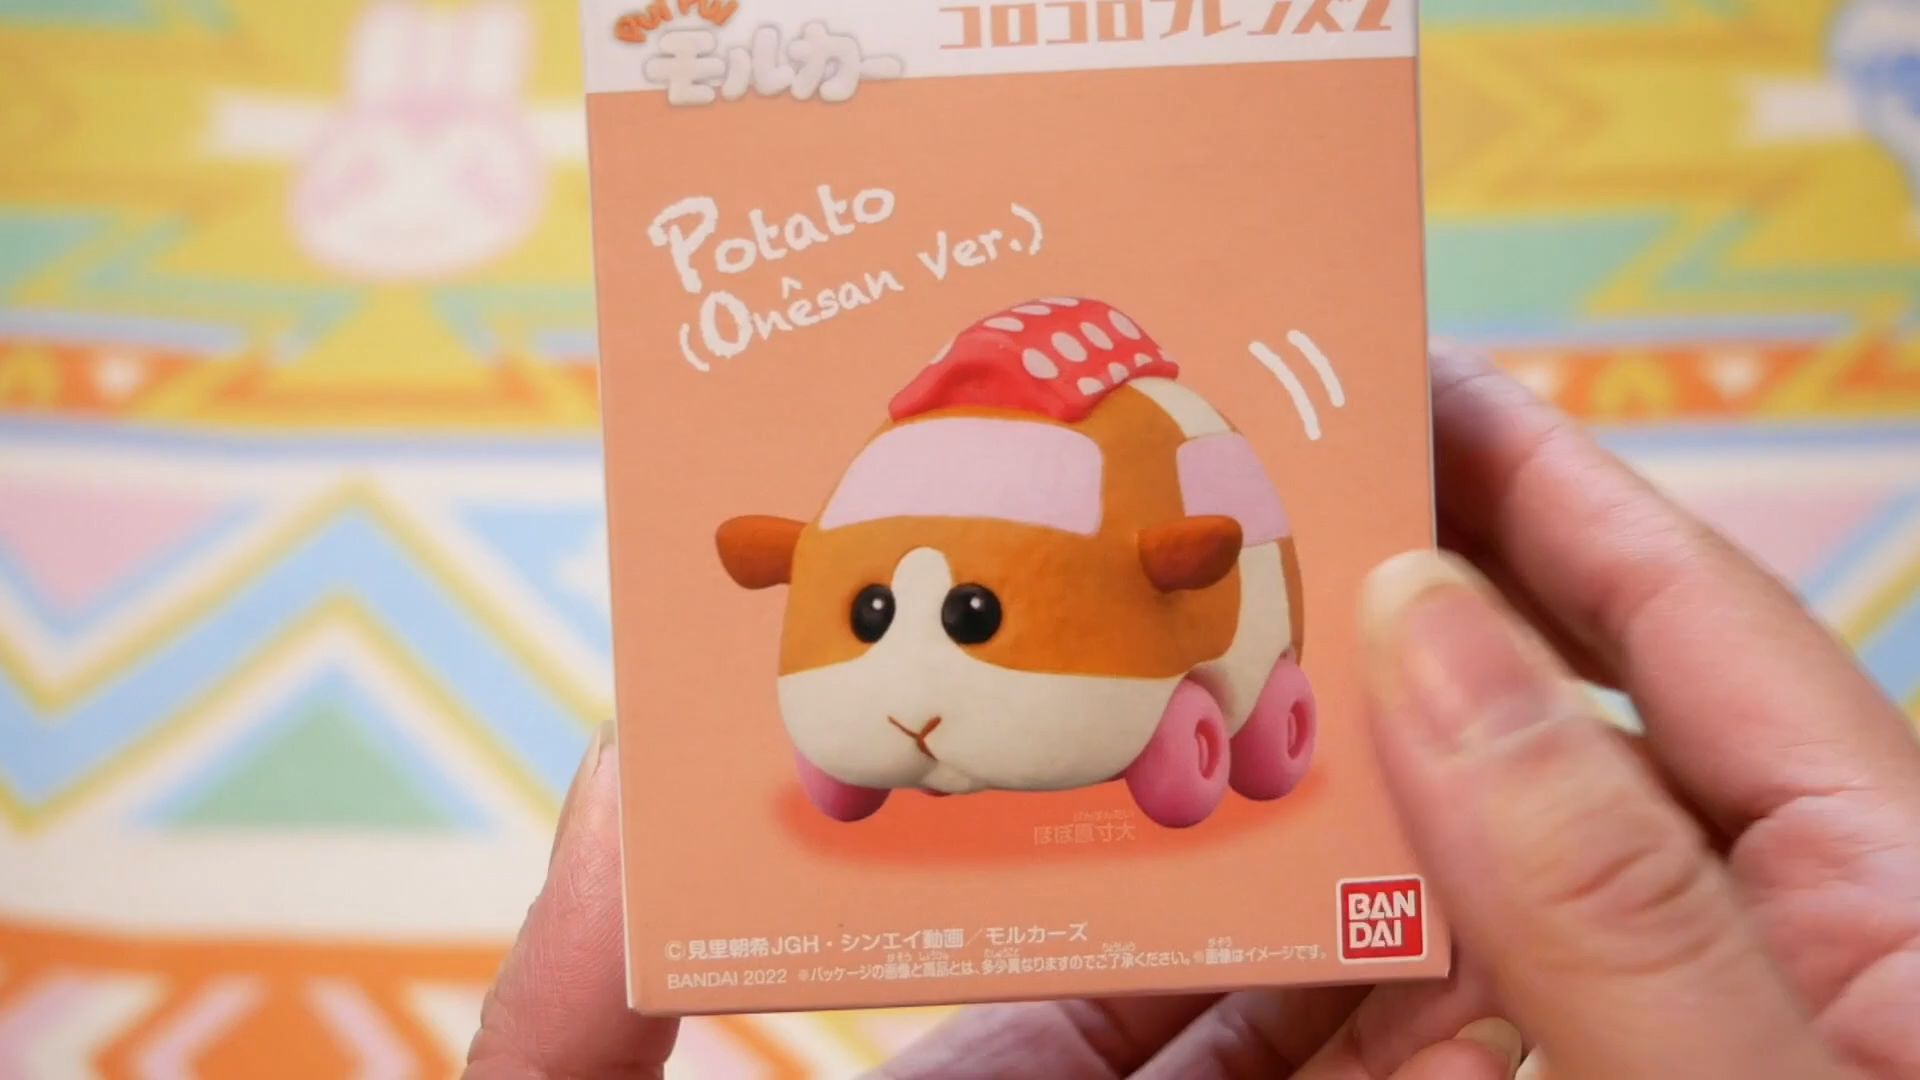 PUI PUI
モルカー
コロコロフレンズ2
Potato
(Onêsan ver.)
ほぼ原寸大
BAN
DAI
©見里朝希JGH・シンエイ動画／モルカーズ
BANDAI 2022 ※パッケージの画像と商品とは、多少異なりますのでご了承ください。※画像はイメージです。